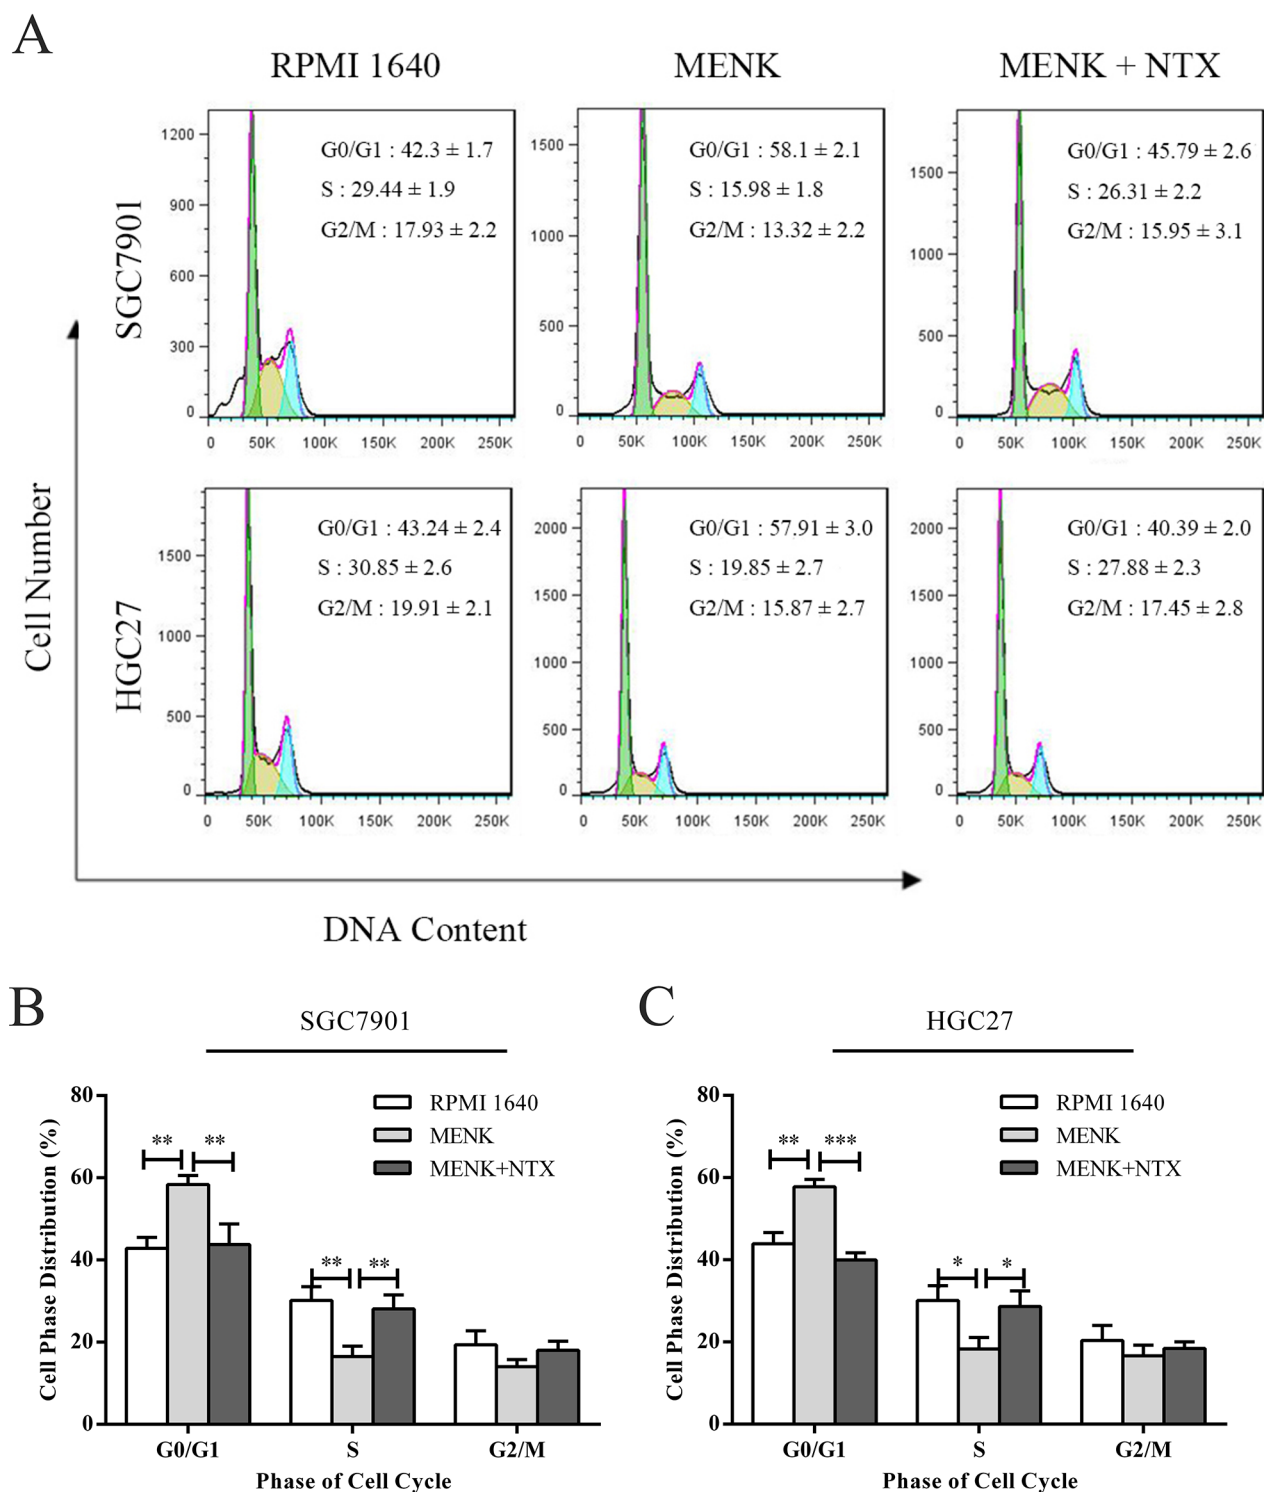 A
RPMI 1640
MENK
MENK + NTX
SGC7901
1200
900
600
300
0
G0/G1 : 42.3 ± 1.7
S : 29.44 ± 1.9
G2/M : 17.93 ± 2.2
0 50K 100K 150K 200K 250K
1500
1000
500
0
G0/G1 : 58.1 ± 2.1
S : 15.98 ± 1.8
G2/M : 13.32 ± 2.2
0 50K 100K 150K 200K 250K
1500
1000
500
0
G0/G1 : 45.79 ± 2.6
S : 26.31 ± 2.2
G2/M : 15.95 ± 3.1
0 50K 100K 150K 200K 250K
Cell Number
HGC27
1500
1000
500
0
G0/G1 : 43.24 ± 2.4
S : 30.85 ± 2.6
G2/M : 19.91 ± 2.1
0 50K 100K 150K 200K 250K
2000
1500
1000
500
0
G0/G1 : 57.91 ± 3.0
S : 19.85 ± 2.7
G2/M : 15.87 ± 2.7
0 50K 100K 150K 200K 250K
2000
1500
1000
500
0
G0/G1 : 40.39 ± 2.0
S : 27.88 ± 2.3
G2/M : 17.45 ± 2.8
0 50K 100K 150K 200K 250K
DNA Content
B
SGC7901
Cell Phase Distribution (%)
80
60
40
20
0
RPMI 1640
MENK
MENK+NTX
** **
** **
G0/G1 S G2/M
Phase of Cell Cycle
C
HGC27
Cell Phase Distribution (%)
80
60
40
20
0
RPMI 1640
MENK
MENK+NTX
** ***
* *
G0/G1 S G2/M
Phase of Cell Cycle